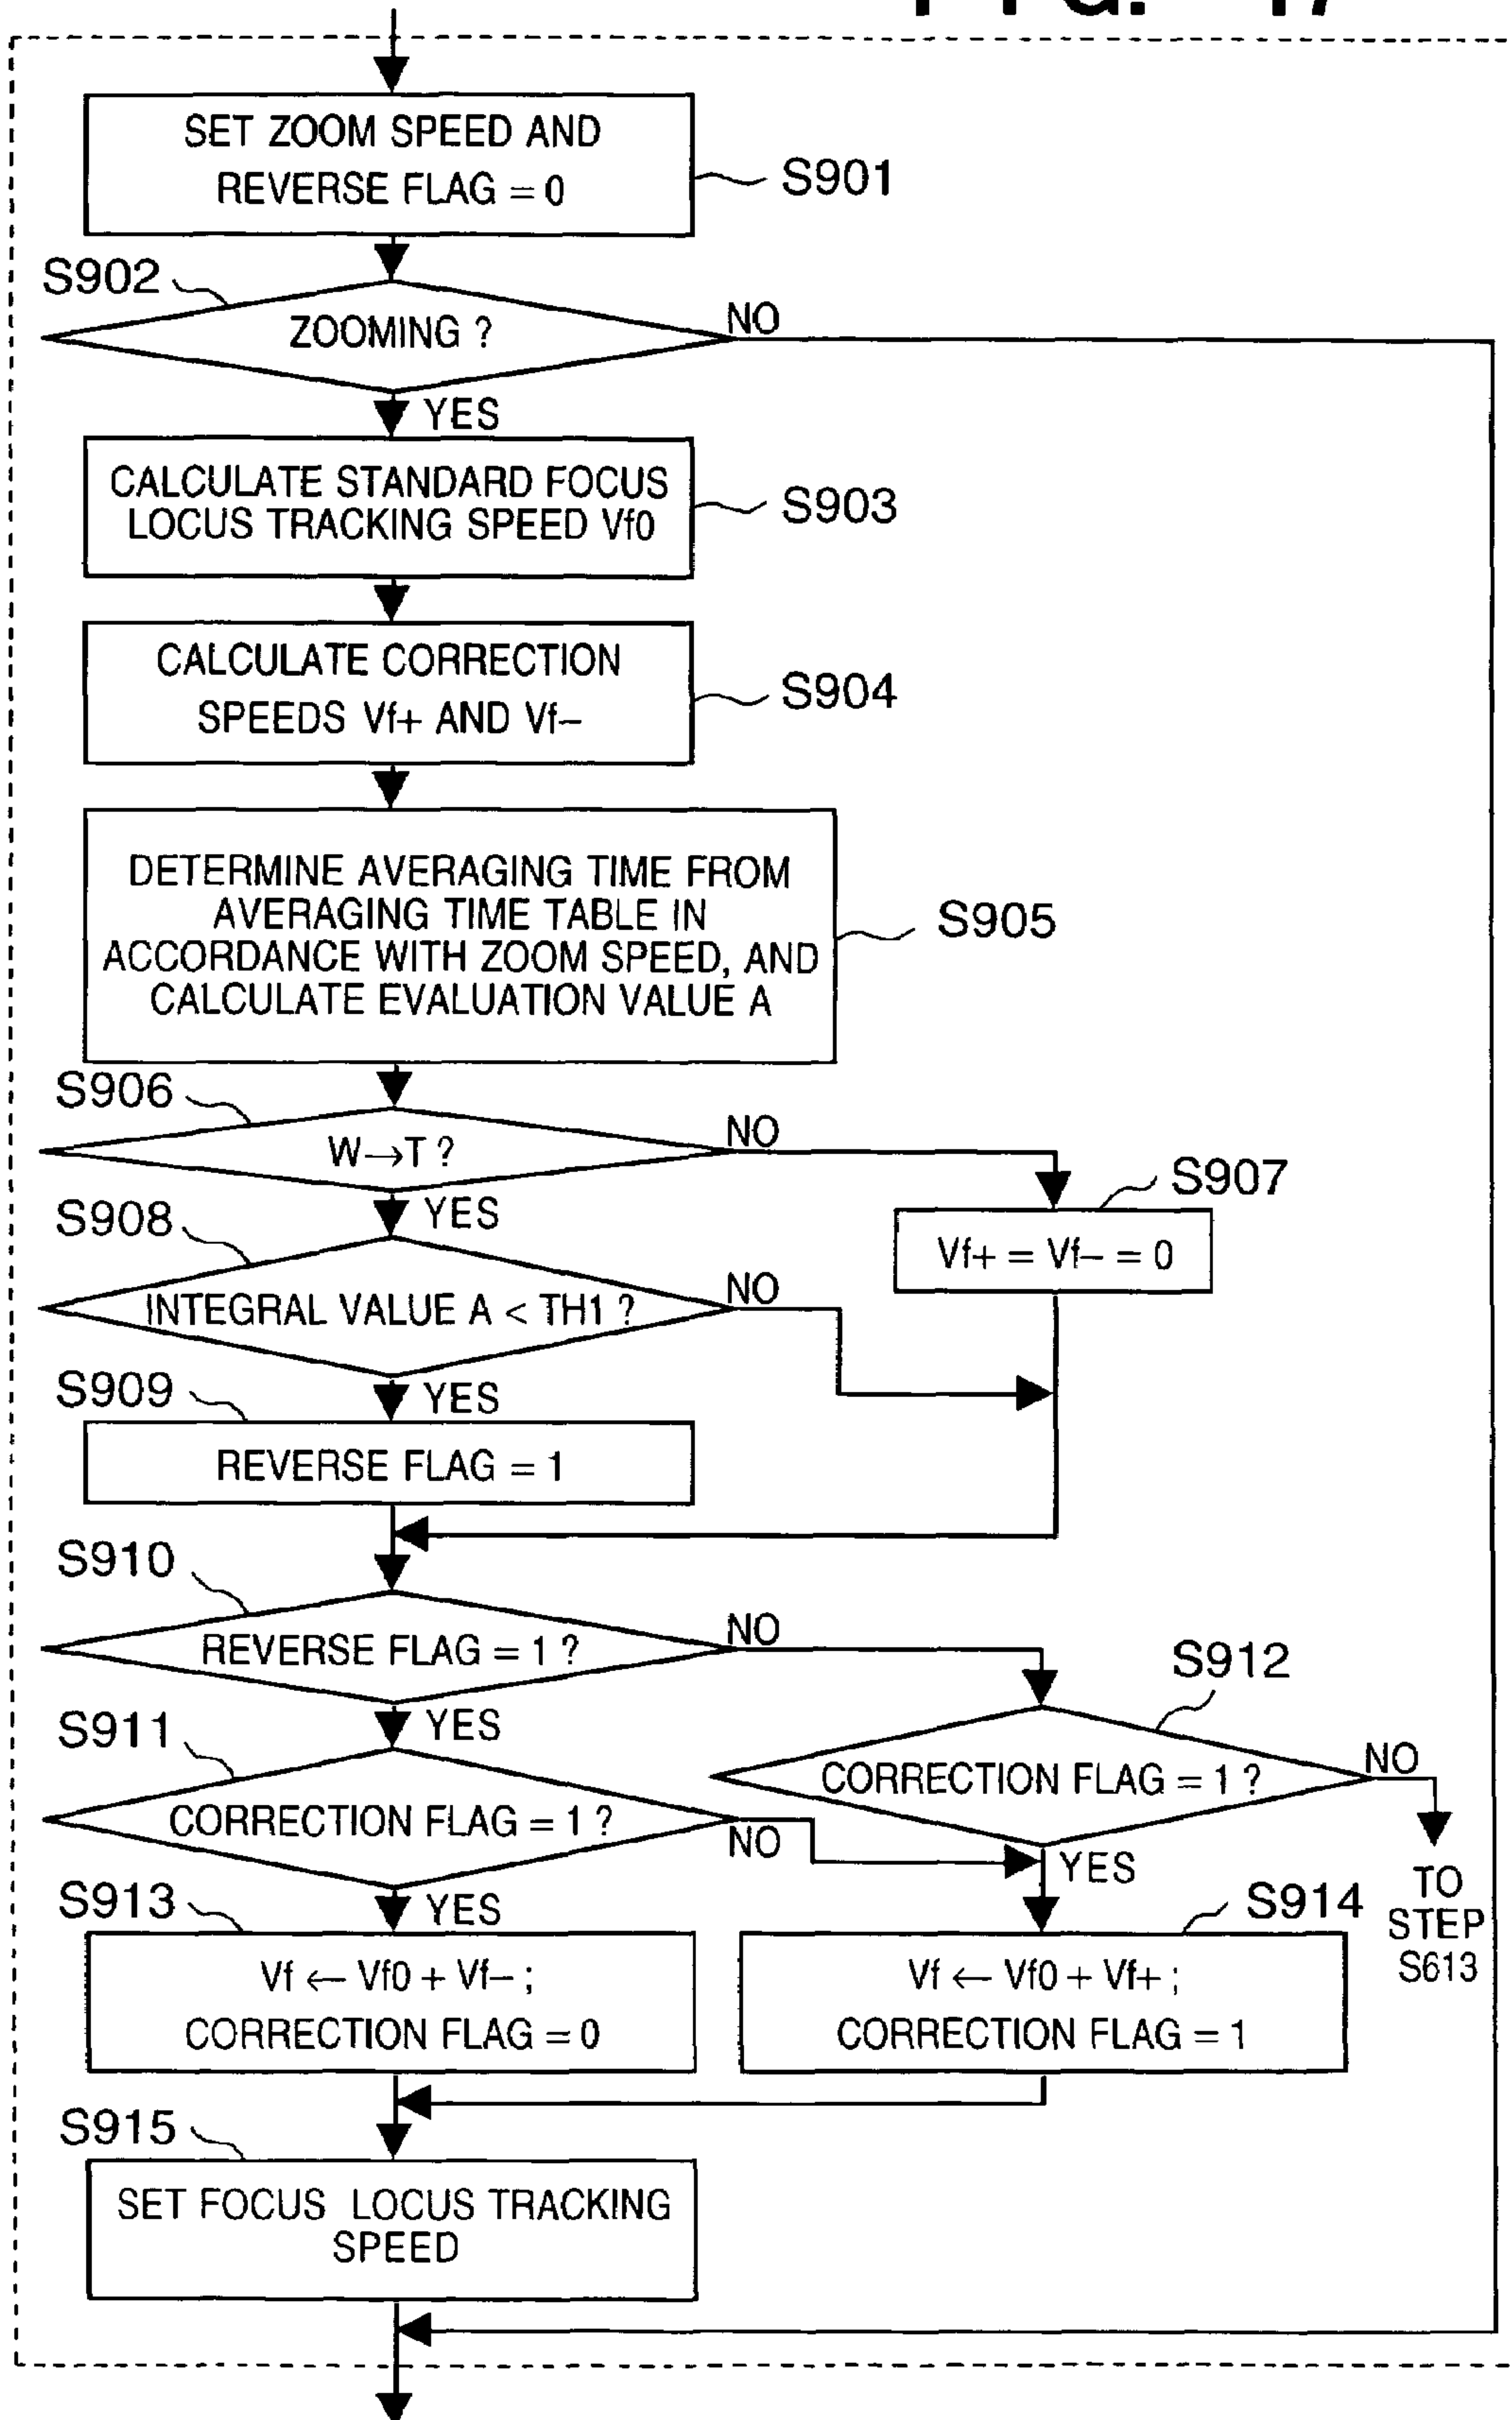 FIG. 17
SET ZOOM SPEED AND
REVERSE FLAG = 0
S901
S902
ZOOMING ?
NO
YES
CALCULATE STANDARD FOCUS
LOCUS TRACKING SPEED Vf0
S903
CALCULATE CORRECTION
SPEEDS Vf+ AND Vf−
S904
DETERMINE AVERAGING TIME FROM
AVERAGING TIME TABLE IN
ACCORDANCE WITH ZOOM SPEED, AND
CALCULATE EVALUATION VALUE A
S905
S906
W→T ?
NO
YES
S907
Vf+ = Vf− = 0
S908
INTEGRAL VALUE A < TH1 ?
NO
YES
S909
REVERSE FLAG = 1
S910
REVERSE FLAG = 1 ?
NO
YES
S912
CORRECTION FLAG = 1 ?
NO
YES
TO
STEP
S613
S911
CORRECTION FLAG = 1 ?
NO
YES
S913
Vf ← Vf0 + Vf− ;
CORRECTION FLAG = 0
S914
Vf ← Vf0 + Vf+ ;
CORRECTION FLAG = 1
S915
SET FOCUS LOCUS TRACKING
SPEED